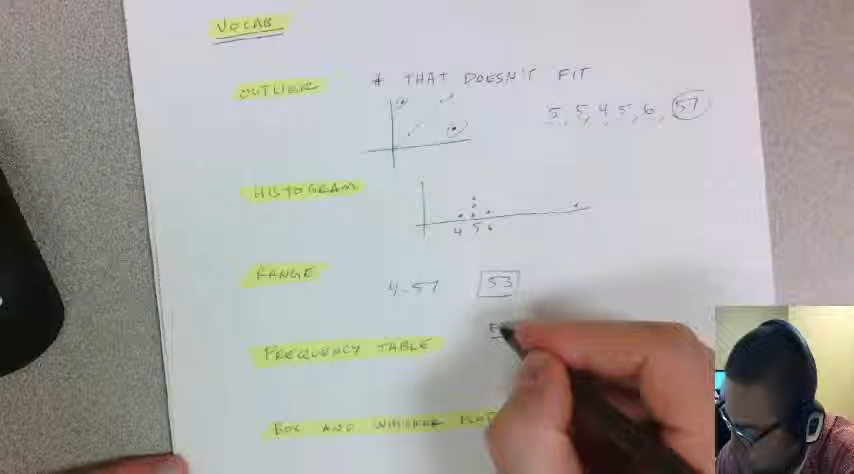 VOCAB
OUTLIER # THAT DOESN'T FIT
5, 5, 4, 5, 6, 57
HISTOGRAM
4 5 6
RANGE 4-57 53
FREQUENCY TABLE
BOX AND WHISKER